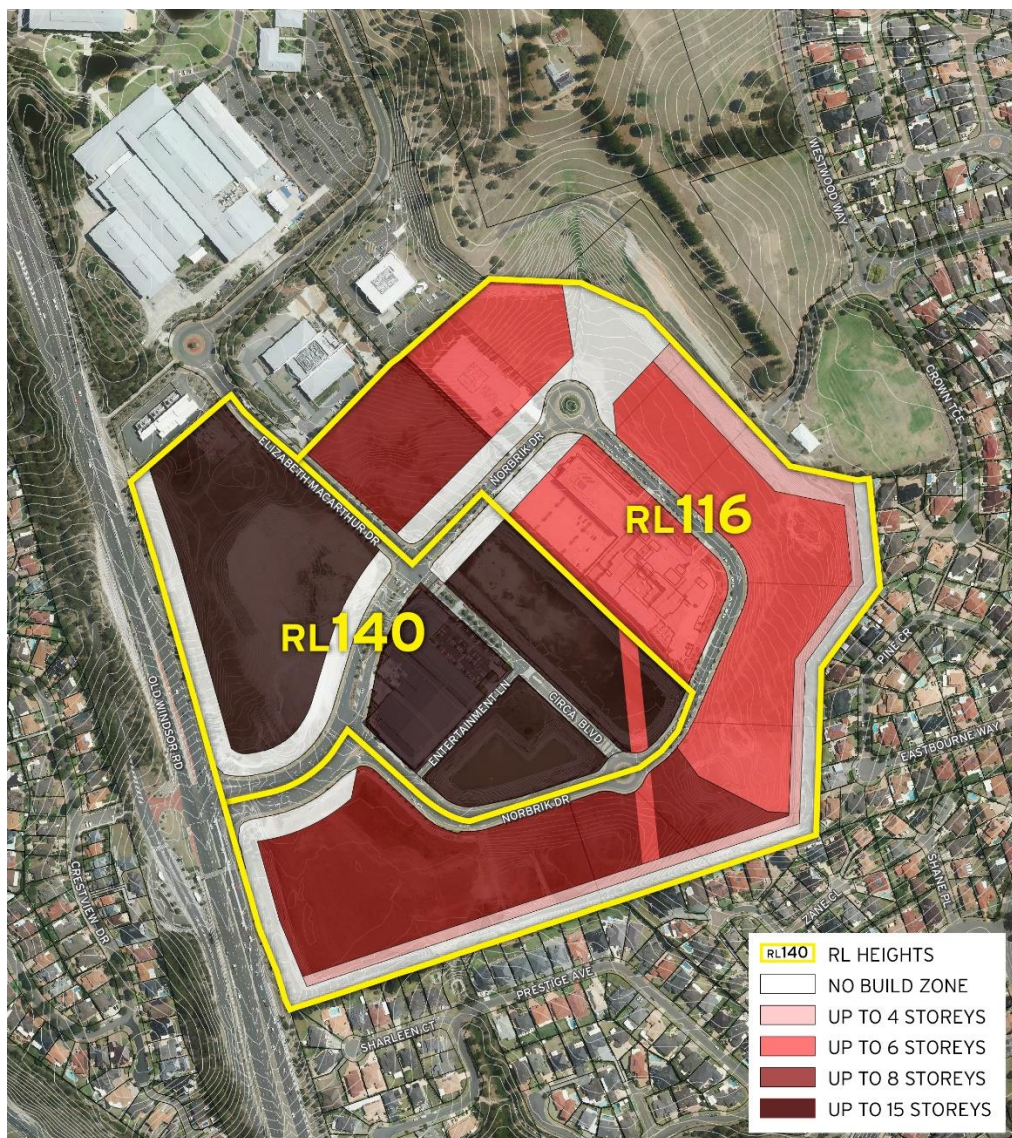 WESTWOOD WAY
CROWN TCE
ELIZABETH MACARTHUR DR
NORBRIK DR
RL116
RL140
PINE CR
OLD WINDSOR RD
ENTERTAINMENT LN
CIRCA BLVD
EASTBOURNE WAY
NORBRIK DR
CRESTVIEW DR
SHANE PL
ZANE CL
PRESTIGE AVE
SHARLEEN CT
RL140 RL HEIGHTS
NO BUILD ZONE
UP TO 4 STOREYS
UP TO 6 STOREYS
UP TO 8 STOREYS
UP TO 15 STOREYS